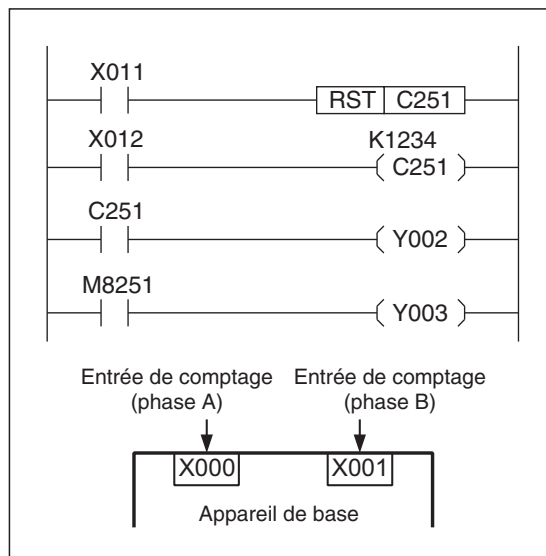 X011
RST C251
X012 K1234
C251
C251
Y002
M8251
Y003
Entrée de comptage Entrée de comptage
(phase A) (phase B)
X000 X001
Appareil de base